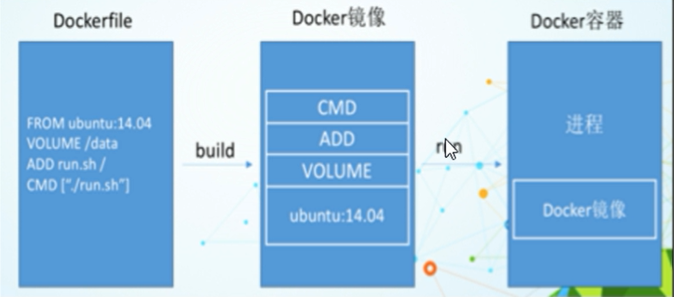 Dockerfile
FROM ubuntu:14.04
VOLUME /data
ADD run.sh /
CMD ["./run.sh"]
build
Docker镜像
CMD
ADD
VOLUME
ubuntu:14.04
run
Docker容器
进程
Docker镜像